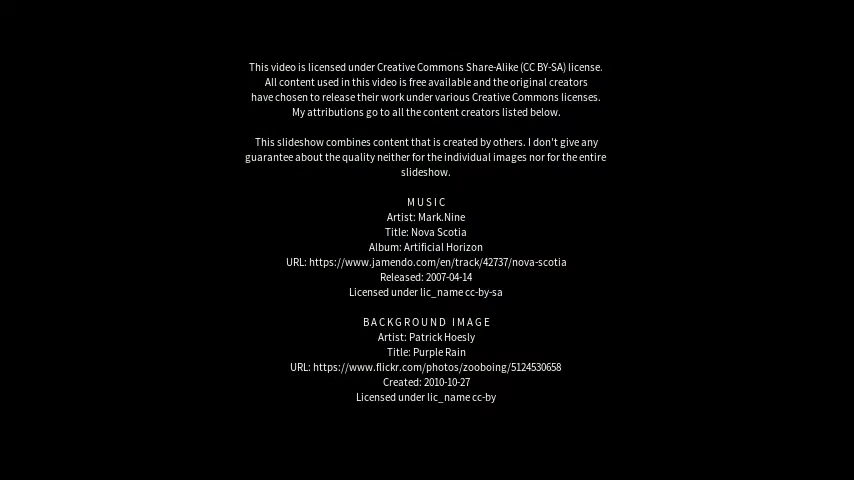 This video is licensed under Creative Commons Share-Alike (CC BY-SA) license.
All content used in this video is free available and the original creators
have chosen to release their work under various Creative Commons licenses.
My attributions go to all the content creators listed below.
This slideshow combines content that is created by others. I don't give any
guarantee about the quality neither for the individual images nor for the entire
slideshow.
MUSIC
Artist: Mark.Nine
Title: Nova Scotia
Album: Artificial Horizon
URL: https://www.jamendo.com/en/track/42737/nova-scotia
Released: 2007-04-14
Licensed under lic_name cc-by-sa
BACKGROUND IMAGE
Artist: Patrick Hoesly
Title: Purple Rain
URL: https://www.flickr.com/photos/zooboing/5124530658
Created: 2010-10-27
Licensed under lic_name cc-by